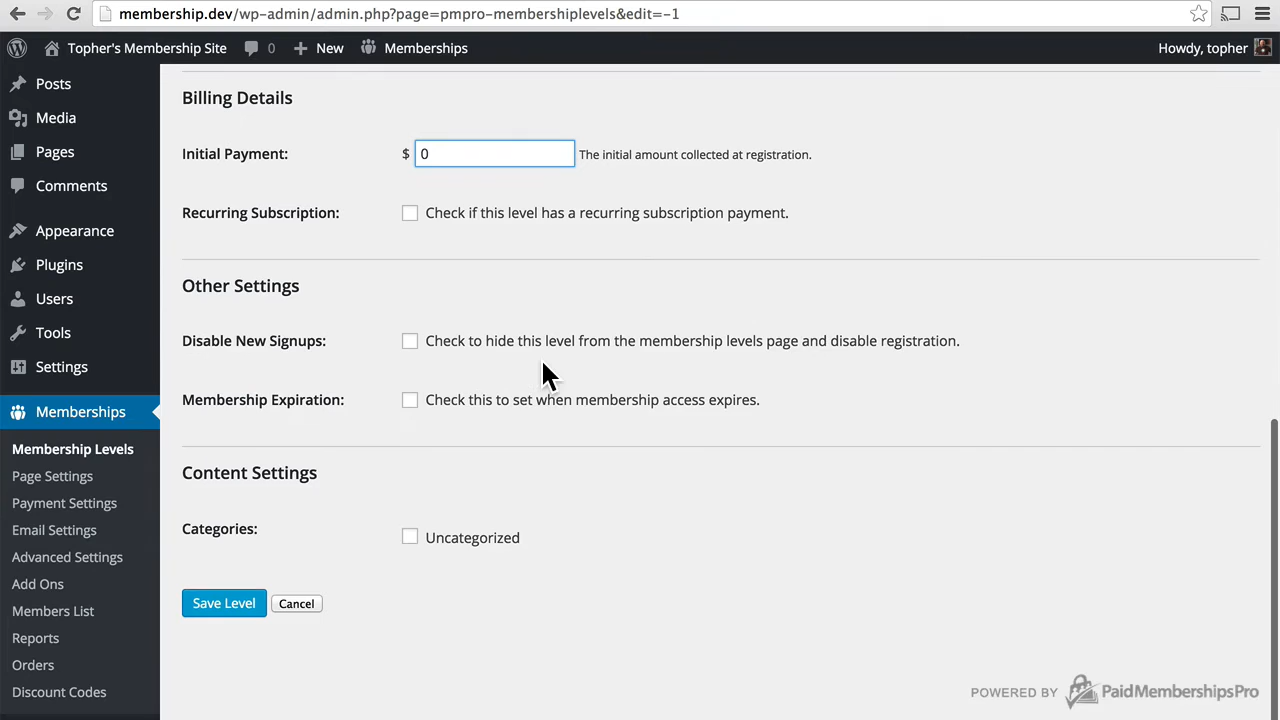 membership.dev/wp-admin/admin.php?page=pmpro-membershiplevels&edit=-1
Topher's Membership Site 0 New Memberships Howdy, topher
Posts
Media
Pages
Comments
Appearance
Plugins
Users
Tools
Settings
Memberships
Membership Levels
Page Settings
Payment Settings
Email Settings
Advanced Settings
Add Ons
Members List
Reports
Orders
Discount Codes
Billing Details
Initial Payment: $ 0 The initial amount collected at registration.
Recurring Subscription: Check if this level has a recurring subscription payment.
Other Settings
Disable New Signups: Check to hide this level from the membership levels page and disable registration.
Membership Expiration: Check this to set when membership access expires.
Content Settings
Categories: Uncategorized
Save Level Cancel
POWERED BY PaidMembershipsPro